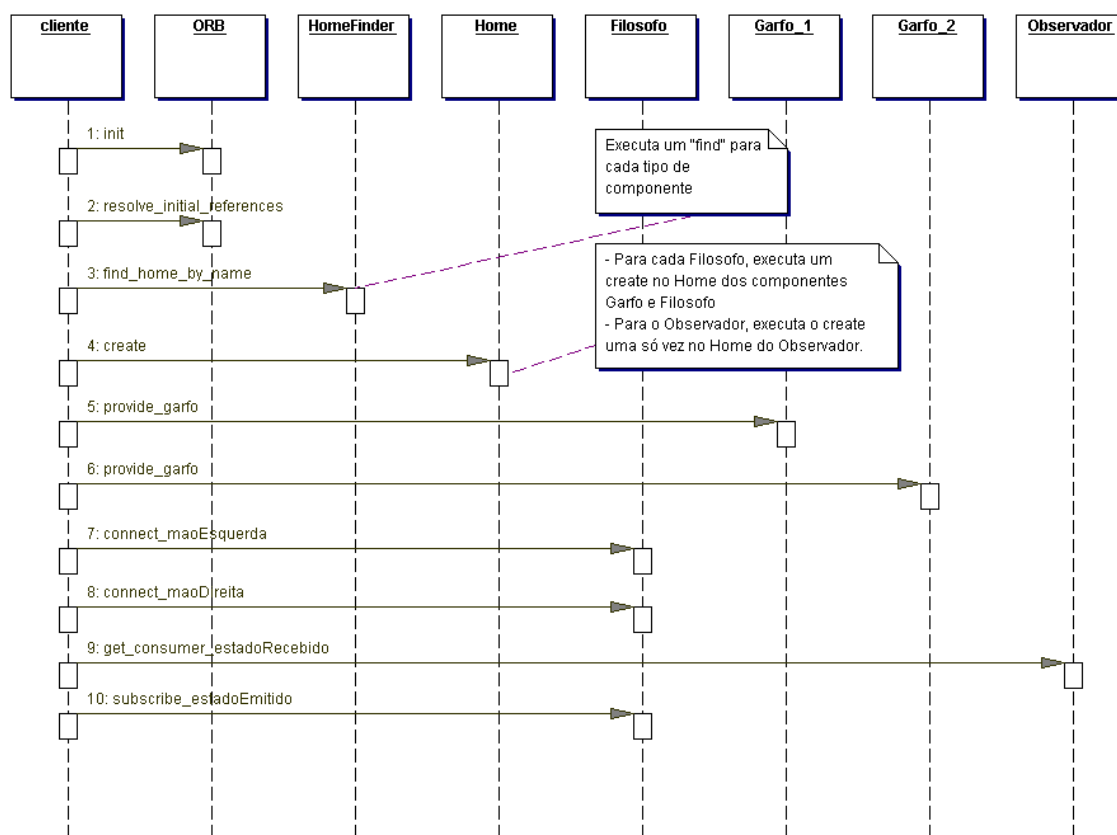 cliente
ORB
HomeFinder
Home
Filosofo
Garfo_1
Garfo_2
Observador
1: init
Executa um "find" para
cada tipo de
componente
2: resolve_initial_references
3: find_home_by_name
- Para cada Filosofo, executa um
create no Home dos componentes
Garfo e Filosofo
- Para o Observador, executa o create
uma só vez no Home do Observador.
4: create
5: provide_garfo
6: provide_garfo
7: connect_maoEsquerda
8: connect_maoDireita
9: get_consumer_estadoRecebido
10: subscribe_estadoEmitido